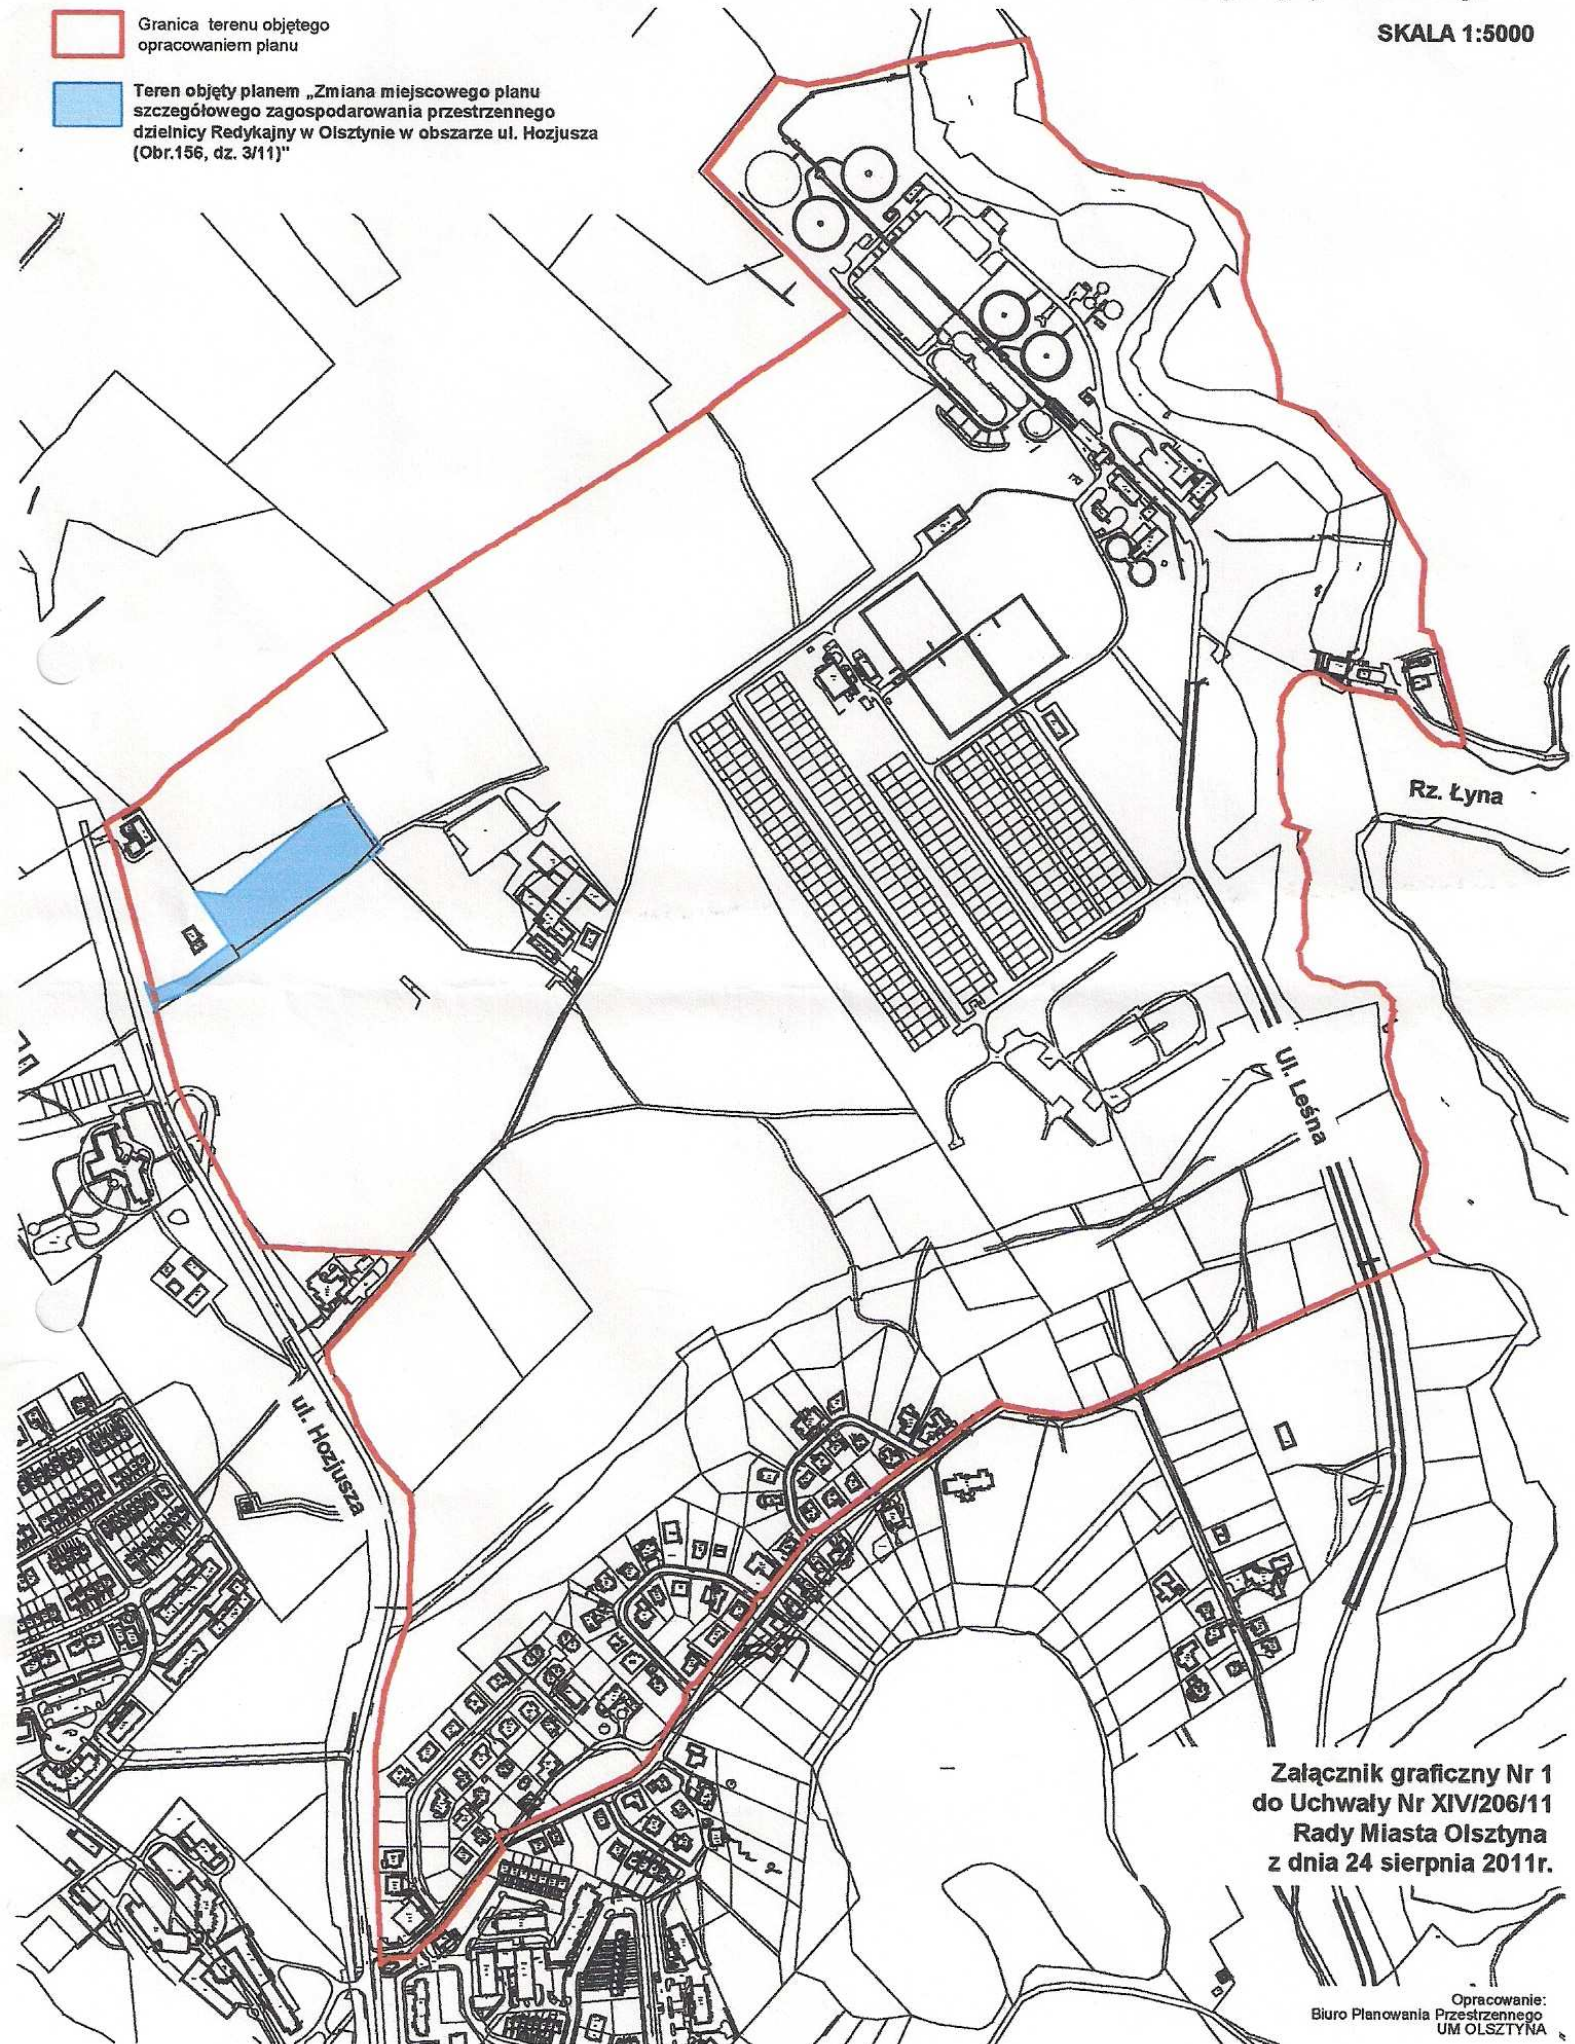 Granica terenu objętego
opracowaniem planu
SKALA 1:5000
Teren objęty planem „Zmiana miejscowego planu
szczegółowego zagospodarowania przestrzennego
dzielnicy Redykajny w Olsztynie w obszarze ul. Hozjusza
(Obr.156, dz. 3/11)"
Rz. Łyna
Ul. Leśna
ul. Hozjusza
Załącznik graficzny Nr 1
do Uchwały Nr XIV/206/11
Rady Miasta Olsztyna
z dnia 24 sierpnia 2011r.
Opracowanie:
Biuro Planowania Przestrzennego
UM OLSZTYNA